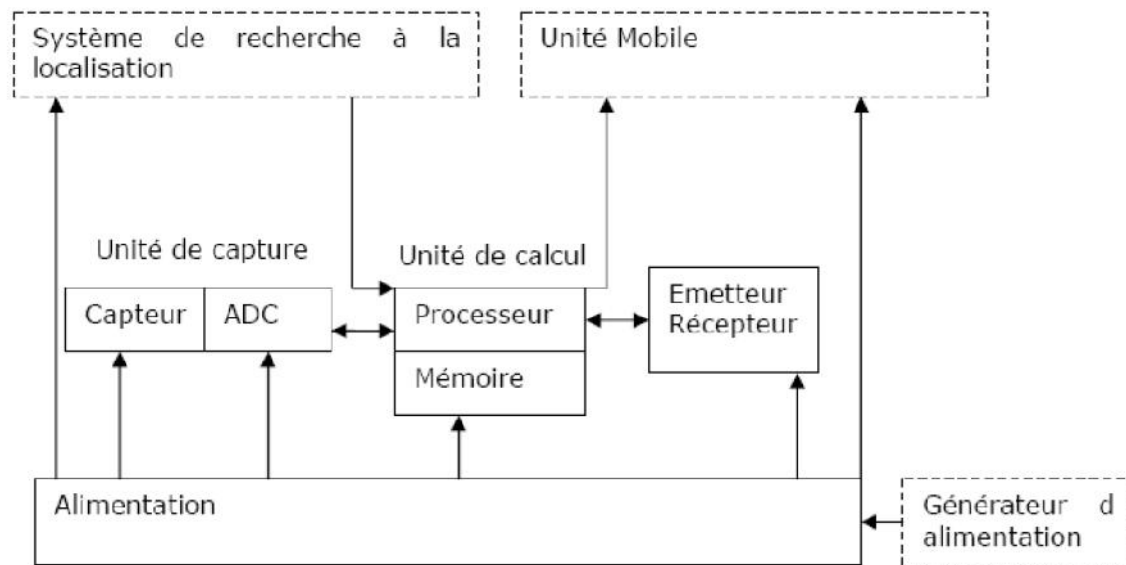 Système de recherche à la
localisation
Unité Mobile
Unité de capture
Unité de calcul
Capteur
ADC
Processeur
Mémoire
Emetteur
Récepteur
Alimentation
Générateur d
alimentation